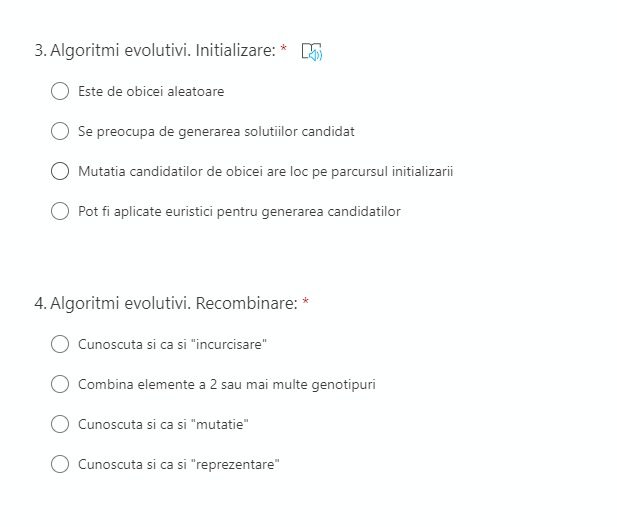 3. Algoritmi evolutivi. Initializare: *
Este de obicei aleatoare
Se preocupa de generarea solutiilor candidat
Mutatia candidatilor de obicei are loc pe parcursul initializarii
Pot fi aplicate euristici pentru generarea candidatilor
4. Algoritmi evolutivi. Recombinare: *
Cunoscuta si ca si "incurcisare"
Combina elemente a 2 sau mai multe genotipuri
Cunoscuta si ca si "mutatie"
Cunoscuta si ca si "reprezentare"